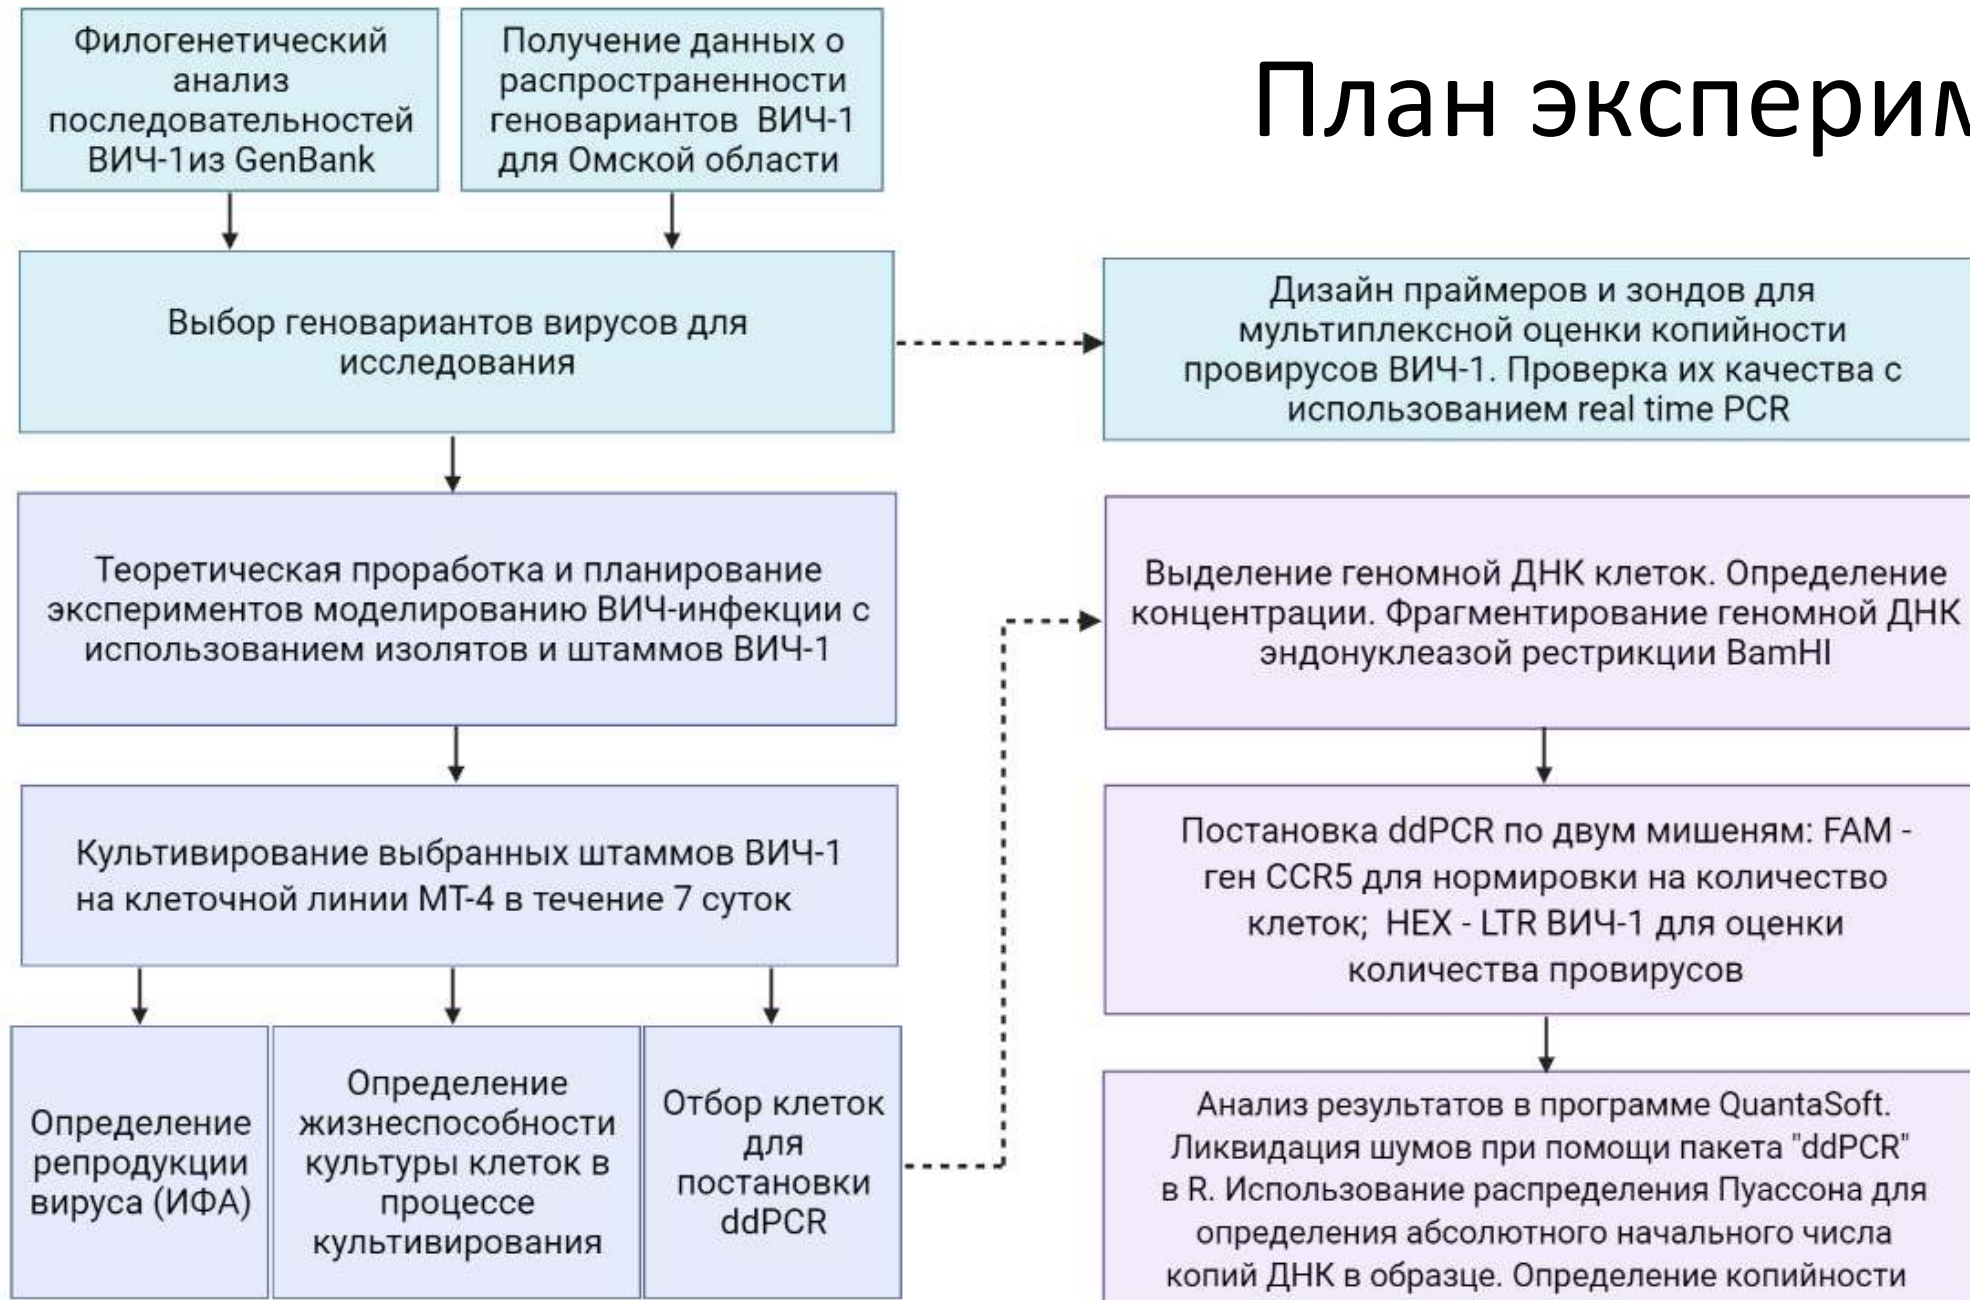 План экспери
Филогенетический
анализ
последовательностей
ВИЧ-1из GenBank
Получение данных о
распространенности
геновариантов ВИЧ-1
для Омской области
Выбор геновариантов вирусов для
исследования
Дизайн праймеров и зондов для
мультиплексной оценки копийности
провирусов ВИЧ-1. Проверка их качества с
использованием real time PCR
Теоретическая проработка и планирование
экспериментов моделированию ВИЧ-инфекции с
использованием изолятов и штаммов ВИЧ-1
Культивирование выбранных штаммов ВИЧ-1
на клеточной линии МТ-4 в течение 7 суток
Определение
репродукции
вируса (ИФА)
Определение
жизнеспособности
культуры клеток в
процессе
культивирования
Отбор клеток
для
постановки
ddPCR
Выделение геномной ДНК клеток. Определение
концентрации. Фрагментирование геномной ДНК
эндонуклеазой рестрикции BamHI
Постановка ddPCR по двум мишеням: FAM -
ген CCR5 для нормировки на количество
клеток; HEX - LTR ВИЧ-1 для оценки
количества провирусов
Анализ результатов в программе QuantaSoft.
Ликвидация шумов при помощи пакета "ddPCR"
в R. Использование распределения Пуассона для
определения абсолютного начального числа
копий ДНК в образце. Определение копийности